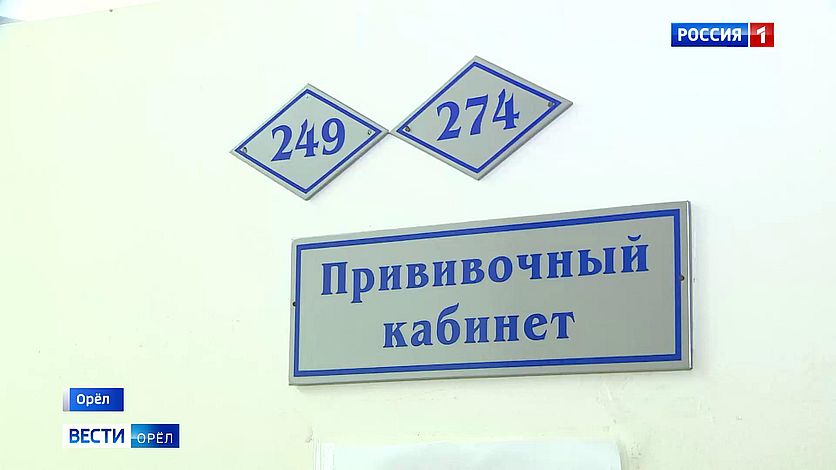 РОССИЯ 1
249
274
Прививочный
кабинет
Орёл
ВЕСТИ ОРЁЛ